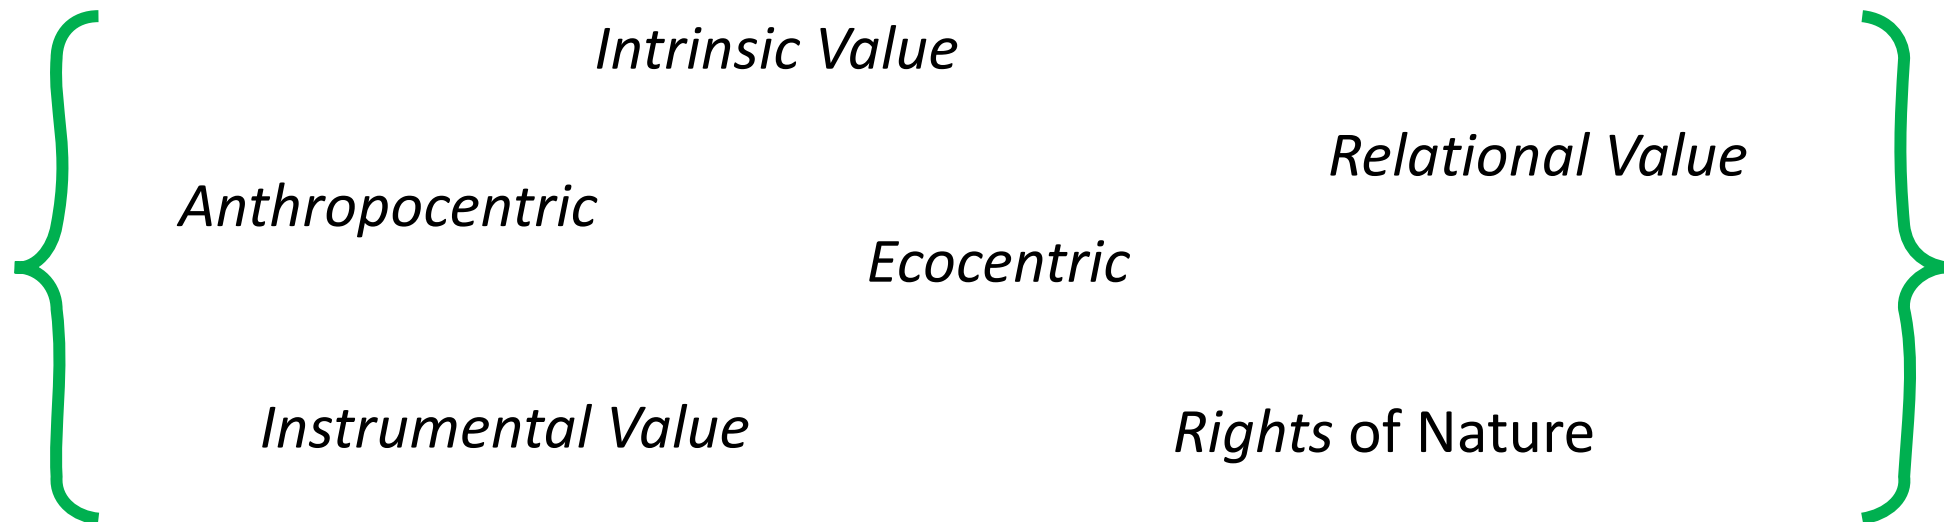 Intrinsic Value
Relational Value
Anthropocentric
Ecocentric
Instrumental Value
Rights of Nature